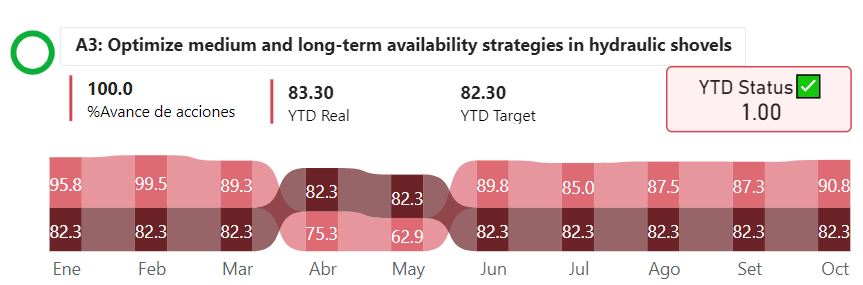 A3: Optimize medium and long-term availability strategies in hydraulic shovels
100.0
%Avance de acciones
83.30
YTD Real
82.30
YTD Target
YTD Status ✅
1.00
95.8 99.5 89.3 82.3 82.3 89.8 85.0 87.5 87.3 90.8
82.3 82.3 82.3 75.3 62.9 82.3 82.3 82.3 82.3 82.3
Ene Feb Mar Abr May Jun Jul Ago Set Oct